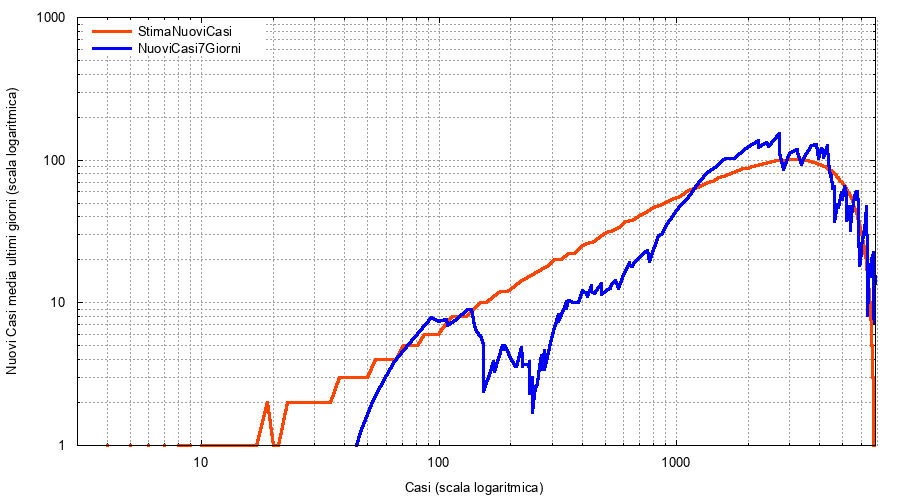 1000
StimaNuoviCasi
NuoviCasi7Giorni
100
10
1
Nuovi Casi media ultimi giorni (scala logaritmica)
10
100
1000
Casi (scala logaritmica)